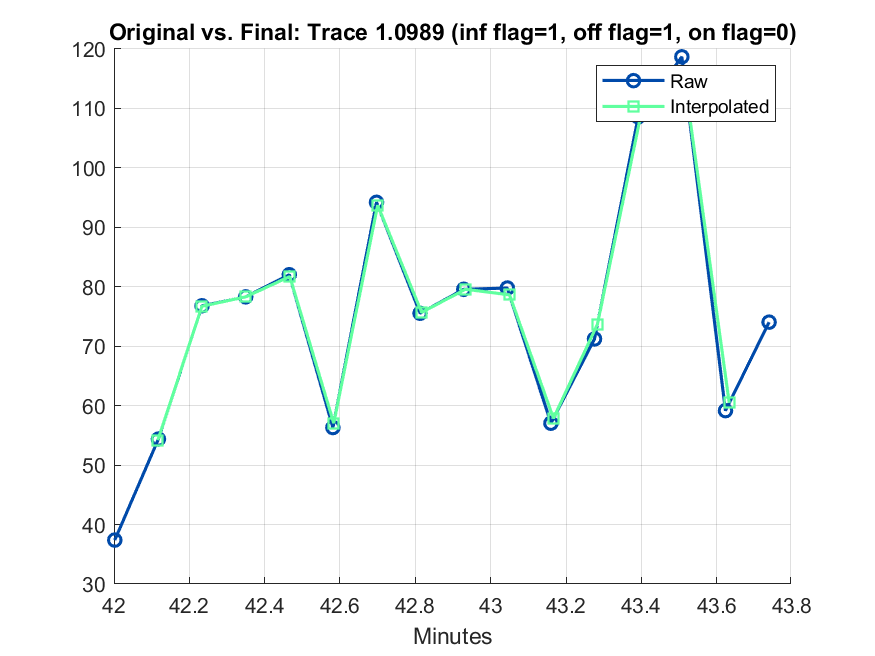 Original vs. Final: Trace 1.0989 (inf flag=1, off flag=1, on flag=0)
120
110
100
90
80
70
60
50
40
30
Raw
Interpolated
42 42.2 42.4 42.6 42.8 43 43.2 43.4 43.6 43.8
Minutes